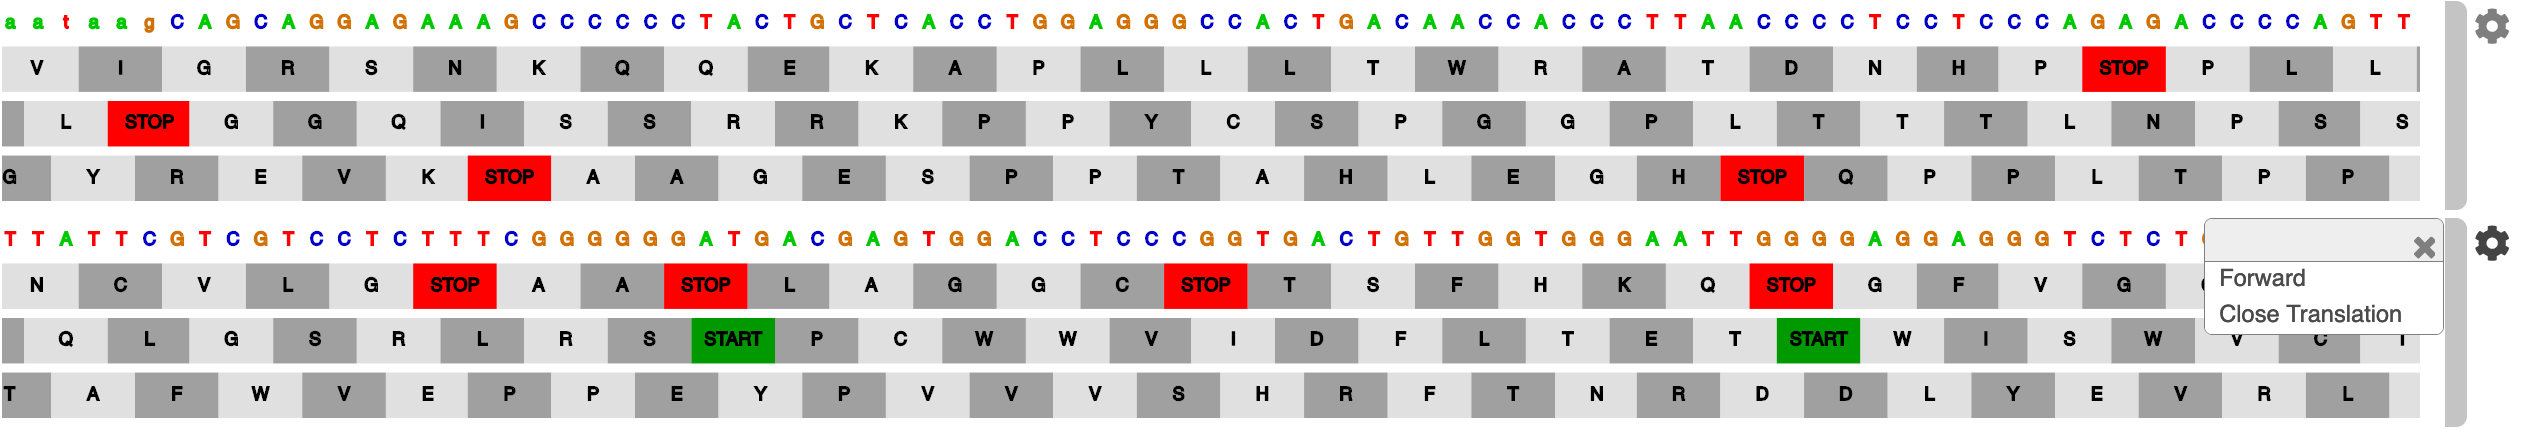 a a t a a g C A G C A G G A G A A A G C C C C C C T A C T G C T C A C C T G G A G G G C C A C T G A C A A C C A C C C T T A A C C C C T C C T C C C A G A G A C C C C A G T T
V I G R S N K Q Q E K A P L L L T W R A T D N H P STOP P L L
L STOP G G Q I S S R R K P P Y C S P G G P L T T T L N P S S
G Y R E V K STOP A A G E S P P T A H L E G H STOP Q P P L T P P
T T A T T C G T C G T C C T C T T T C G G G G G G A T G A C G A G T G G A C C T C C C G G T G A C T G T T G G T G G G A A T T G G G G A G G A G G G T C T C T
N C V L G STOP A A STOP L A G G C STOP T S F H K Q STOP G F V G
Forward
Close Translation
Q L G S R L R S START P C W W V I D F L T E T START W I S W V C
T A F W V E P P E Y P V V V S H R F T N R D D L Y E V R L